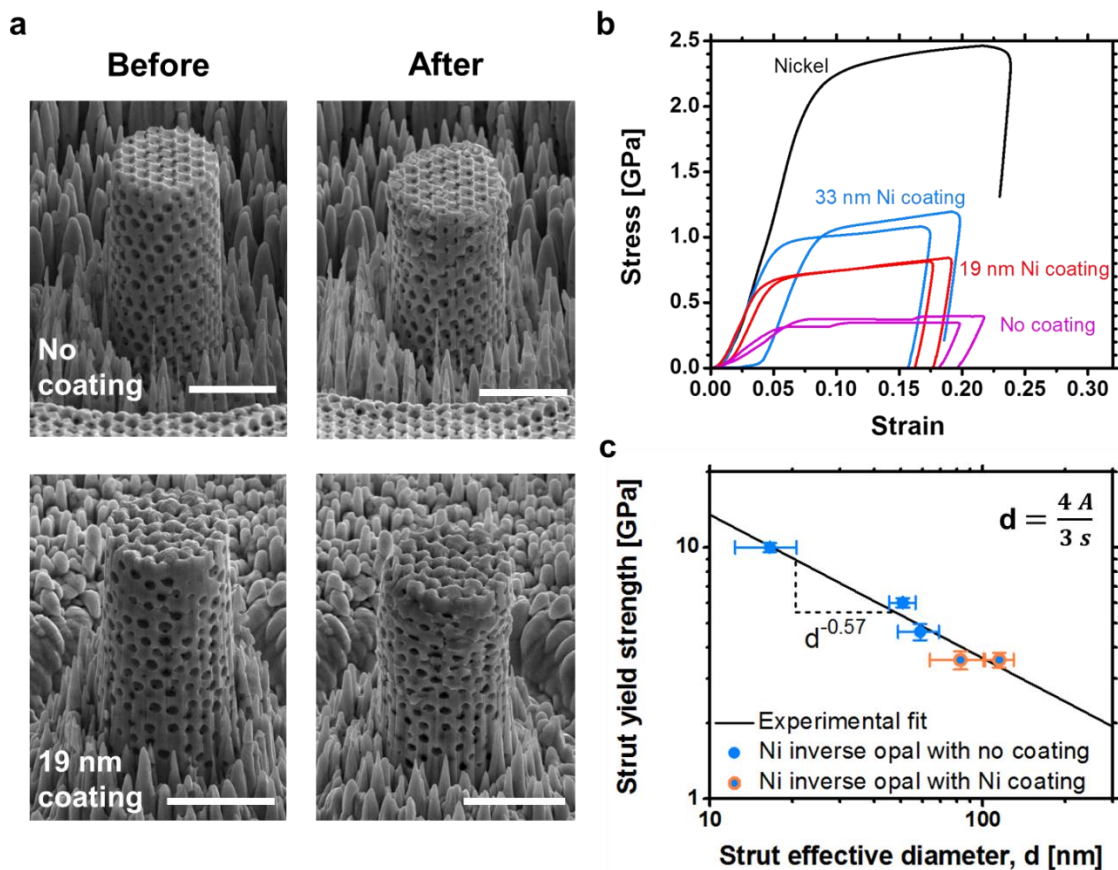 a
Before
After
No
coating
19 nm
coating
b
2.5
2.0
1.5
1.0
0.5
0.0
Stress [GPa]
Nickel
33 nm Ni coating
19 nm Ni coating
No coating
0.00 0.05 0.10 0.15 0.20 0.25 0.30
Strain
c
10
1
Strut yield strength [GPa]
d = 4 A / 3 s
d^-0.57
Experimental fit
Ni inverse opal with no coating
Ni inverse opal with Ni coating
10 100
Strut effective diameter, d [nm]